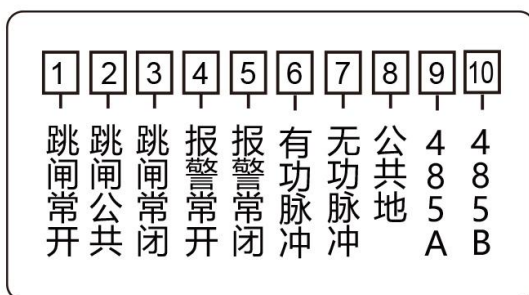 1 2 3 4 5 6 7 8 9 10
跳闸常开
跳闸公共
跳闸常闭
报警常开
报警常闭
有功脉冲
无功脉冲
公共地
485A
485B